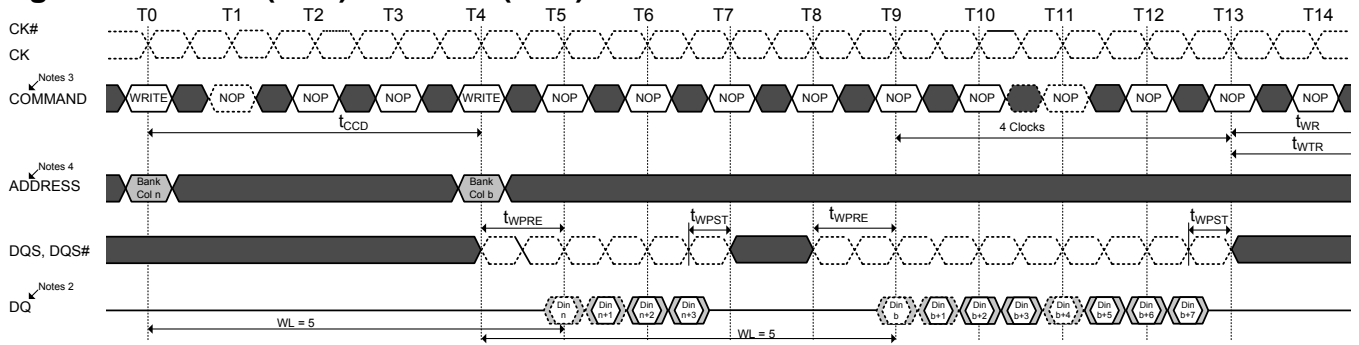 T0 T1 T2 T3 T4 T5 T6 T7 T8 T9 T10 T11 T12 T13 T14
CK#
CK
Notes 3
COMMAND WRITE NOP NOP NOP WRITE NOP NOP NOP NOP NOP NOP NOP NOP NOP NOP
tCCD 4 Clocks tWR
tWTR
Notes 4
ADDRESS Bank Col n Bank Col b
tWPRE tWPST tWPRE tWPST
DQS, DQS#
Notes 2
DQ Din n Din n+1 Din n+2 Din n+3 Din b Din b+1 Din b+2 Din b+3 Din b+4 Din b+5 Din b+6 Din b+7
WL = 5 WL = 5